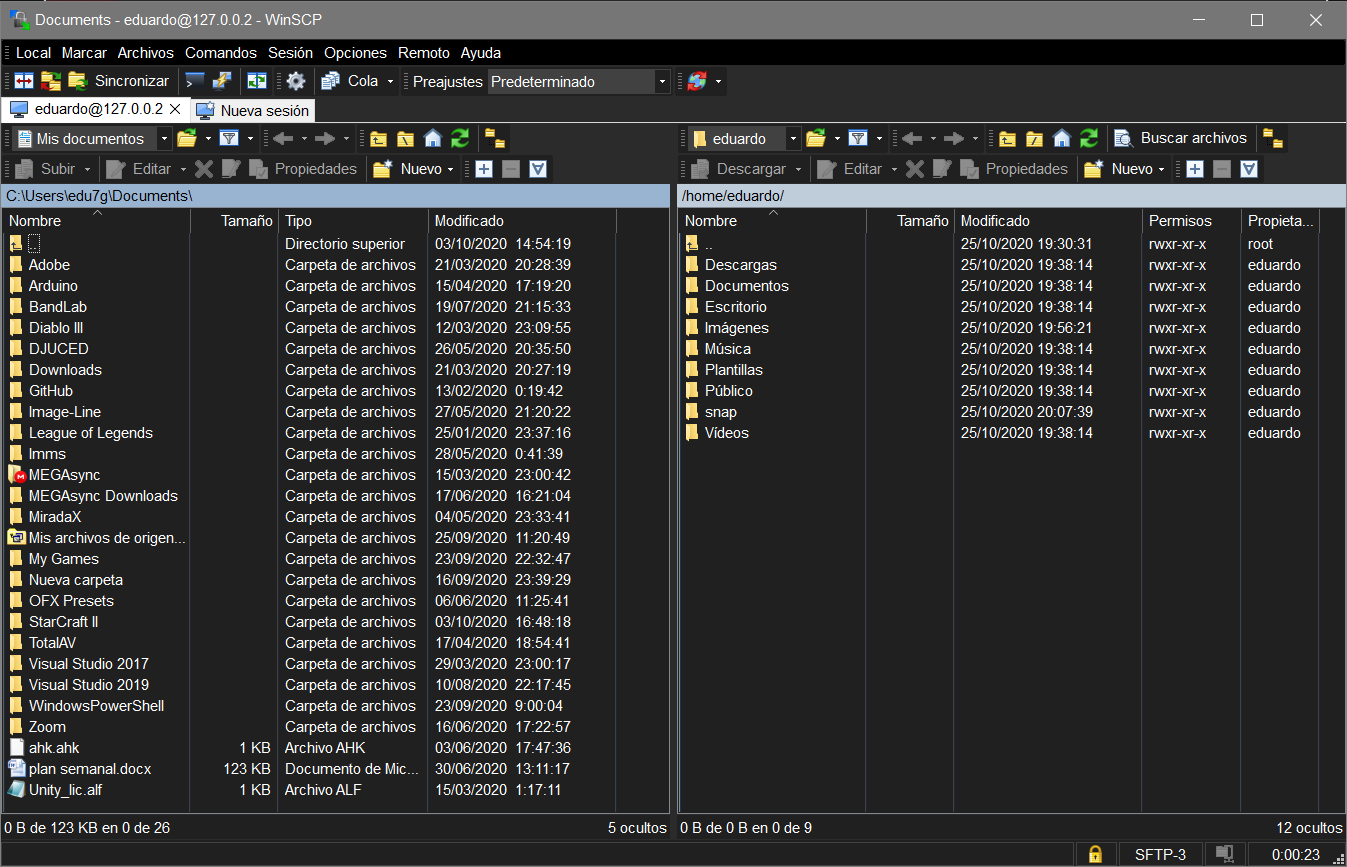 Documents - eduardo@127.0.0.2 - WinSCP
Local Marcar Archivos Comandos Sesión Opciones Remoto Ayuda
Sincronizar Cola Preajustes Predeterminado
eduardo@127.0.0.2 Nueva sesión
Mis documentos
Subir Editar Propiedades Nuevo
C:\Users\edu7g\Documents\
Nombre Tamaño Tipo Modificado
.. Directorio superior 03/10/2020 14:54:19
Adobe Carpeta de archivos 21/03/2020 20:28:39
Arduino Carpeta de archivos 15/04/2020 17:19:20
BandLab Carpeta de archivos 19/07/2020 21:15:33
Diablo III Carpeta de archivos 12/03/2020 23:09:55
DJUCED Carpeta de archivos 26/05/2020 20:35:50
Downloads Carpeta de archivos 21/03/2020 20:27:19
GitHub Carpeta de archivos 13/02/2020 0:19:42
Image-Line Carpeta de archivos 27/05/2020 21:20:22
League of Legends Carpeta de archivos 25/01/2020 23:37:16
lmms Carpeta de archivos 28/05/2020 0:41:39
MEGAsync Carpeta de archivos 15/03/2020 23:00:42
MEGAsync Downloads Carpeta de archivos 17/06/2020 16:21:04
MiradaX Carpeta de archivos 04/05/2020 23:33:41
Mis archivos de origen... Carpeta de archivos 25/09/2020 11:20:49
My Games Carpeta de archivos 23/09/2020 22:32:47
Nueva carpeta Carpeta de archivos 16/09/2020 23:39:29
OFX Presets Carpeta de archivos 06/06/2020 11:25:41
StarCraft II Carpeta de archivos 03/10/2020 16:48:18
TotalAV Carpeta de archivos 17/04/2020 18:54:41
Visual Studio 2017 Carpeta de archivos 29/03/2020 23:00:17
Visual Studio 2019 Carpeta de archivos 10/08/2020 22:17:45
WindowsPowerShell Carpeta de archivos 23/09/2020 9:00:04
Zoom Carpeta de archivos 16/06/2020 17:22:57
ahk.ahk 1 KB Archivo AHK 03/06/2020 17:47:36
plan semanal.docx 123 KB Documento de Mic... 30/06/2020 13:11:17
Unity_lic.alf 1 KB Archivo ALF 15/03/2020 1:17:11
0 B de 123 KB en 0 de 26 5 ocultos
eduardo Buscar archivos
Descargar Editar Propiedades Nuevo
/home/eduardo/
Nombre Tamaño Modificado Permisos Propieta...
.. 25/10/2020 19:30:31 rwxr-xr-x root
Descargas 25/10/2020 19:38:14 rwxr-xr-x eduardo
Documentos 25/10/2020 19:38:14 rwxr-xr-x eduardo
Escritorio 25/10/2020 19:38:14 rwxr-xr-x eduardo
Imágenes 25/10/2020 19:56:21 rwxr-xr-x eduardo
Música 25/10/2020 19:38:14 rwxr-xr-x eduardo
Plantillas 25/10/2020 19:38:14 rwxr-xr-x eduardo
Público 25/10/2020 19:38:14 rwxr-xr-x eduardo
snap 25/10/2020 20:07:39 rwxr-xr-x eduardo
Vídeos 25/10/2020 19:38:14 rwxr-xr-x eduardo
0 B de 0 B en 0 de 9 12 ocultos
SFTP-3 0:00:23